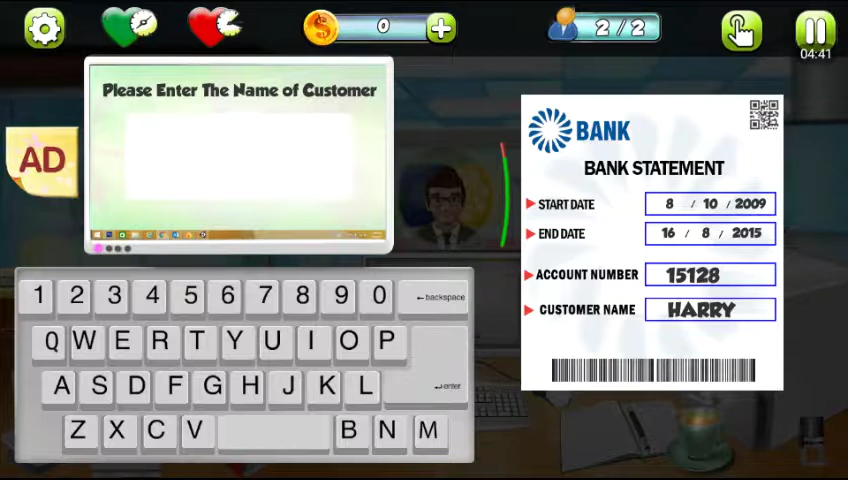 0
2/2
04:41
Please Enter The Name of Customer
AD
BANK
BANK STATEMENT
START DATE 8 / 10 / 2009
END DATE 16 / 8 / 2015
ACCOUNT NUMBER 15128
CUSTOMER NAME HARRY
1 2 3 4 5 6 7 8 9 0 ←backspace
Q W E R T Y U I O P
A S D F G H J K L ↵enter
Z X C V B N M